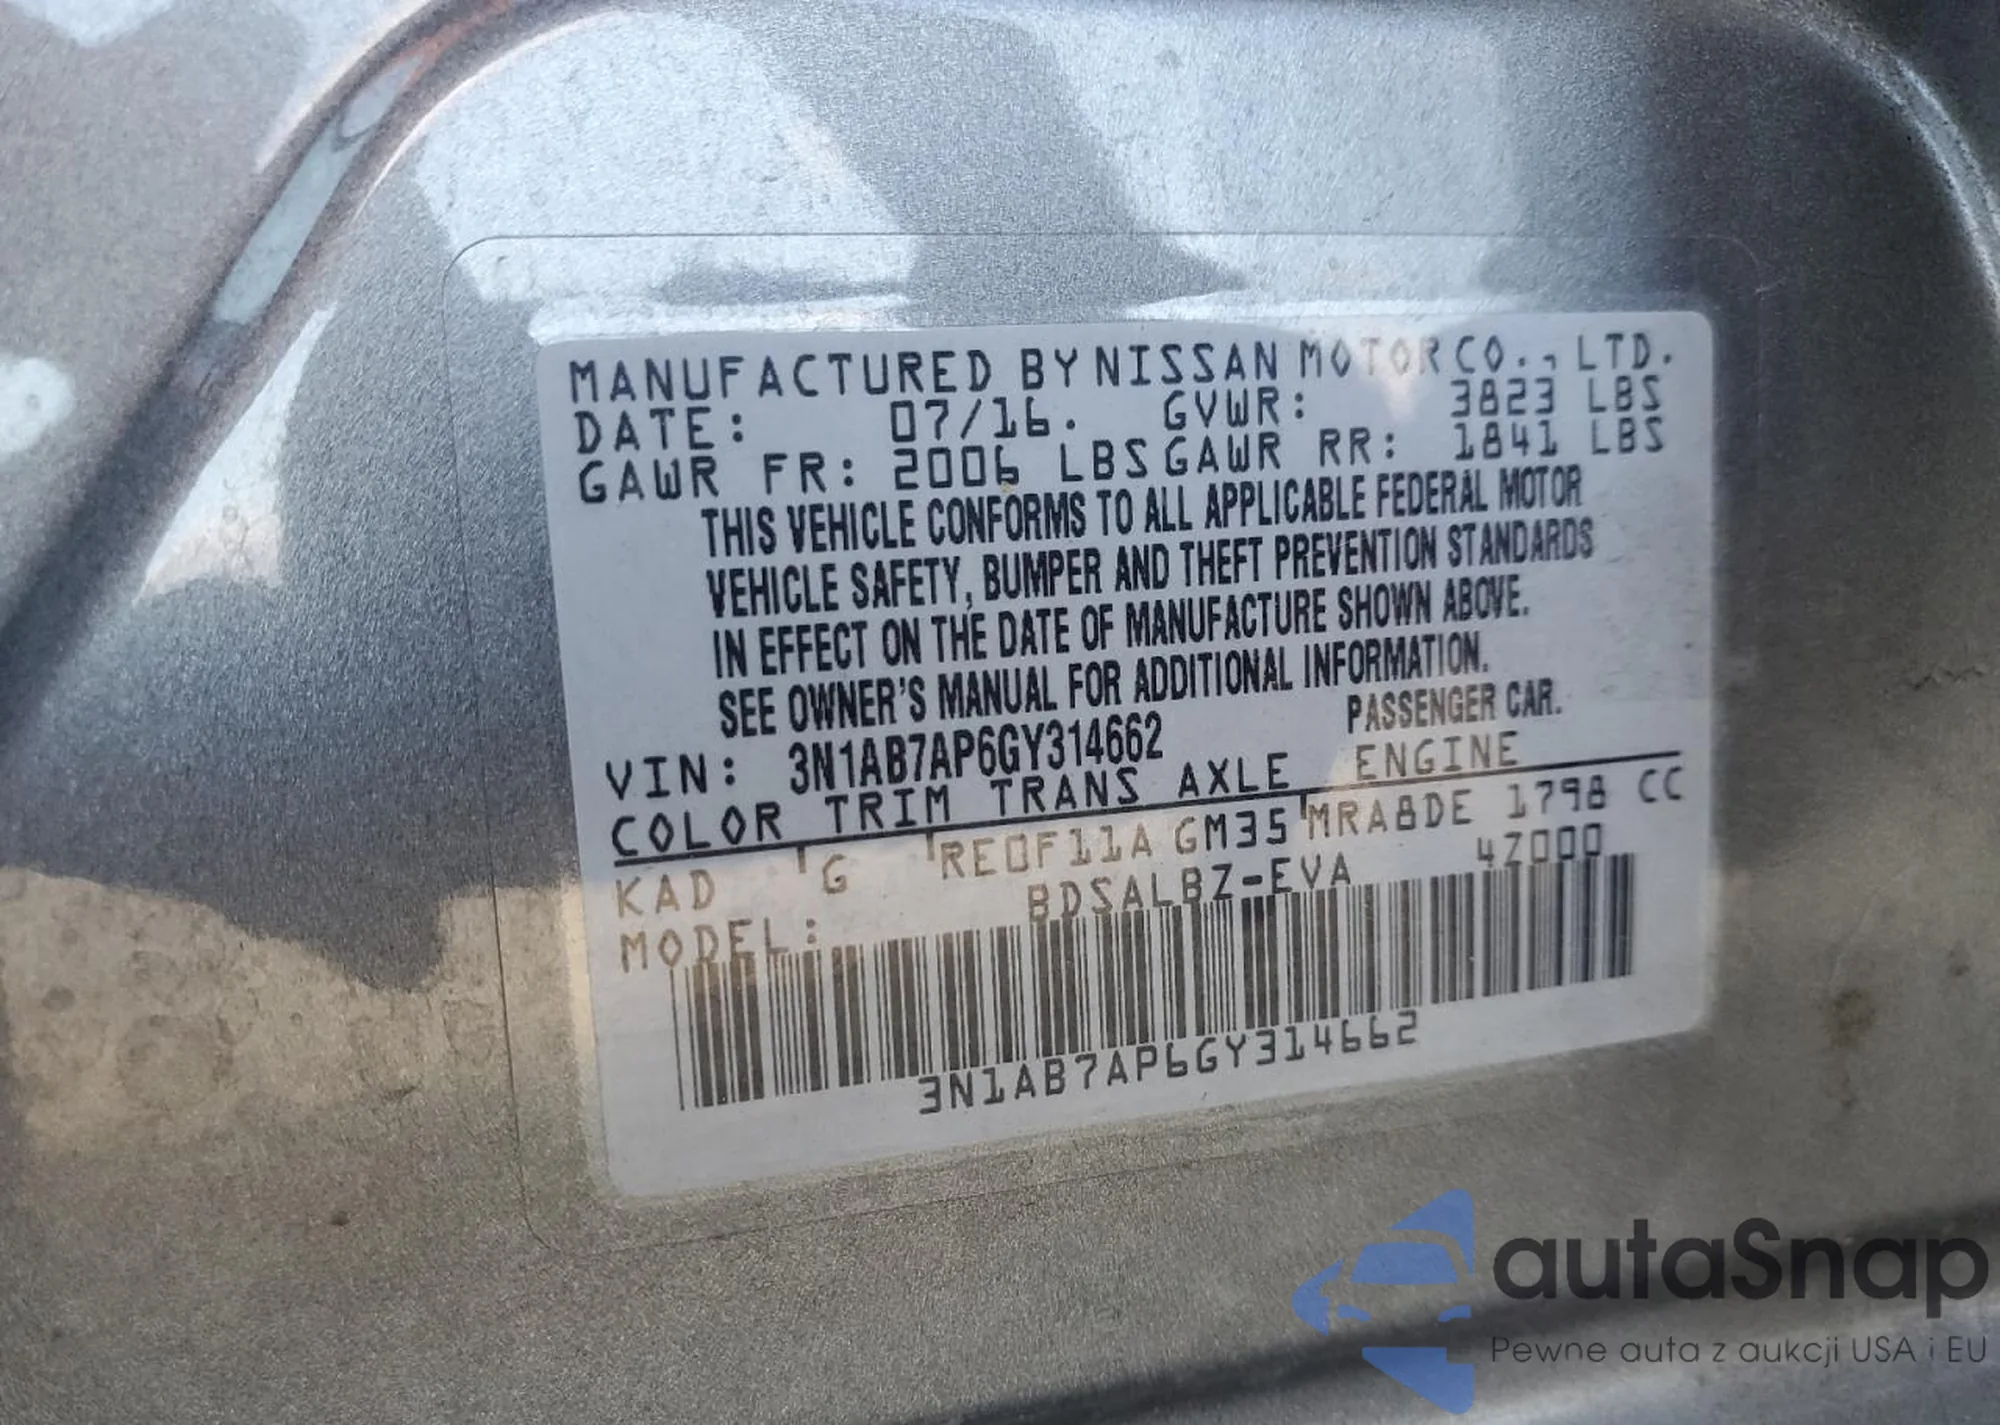 MANUFACTURED BY NISSAN MOTOR CO., LTD.
DATE: 07/16. GVWR: 3823 LBS
GAWR FR: 2006 LBS GAWR RR: 1841 LBS
THIS VEHICLE CONFORMS TO ALL APPLICABLE FEDERAL MOTOR
VEHICLE SAFETY, BUMPER AND THEFT PREVENTION STANDARDS
IN EFFECT ON THE DATE OF MANUFACTURE SHOWN ABOVE.
SEE OWNER'S MANUAL FOR ADDITIONAL INFORMATION.
VIN: 3N1AB7AP6GY314662 PASSENGER CAR.
COLOR TRIM TRANS AXLE ENGINE
KAD G RE0F11A GM35 MRA8DE 1798 CC
MODEL: BDSALBZ-EVA 4Z000
3N1AB7AP6GY314662
autaSnap
Pewne auta z aukcji USA i EU